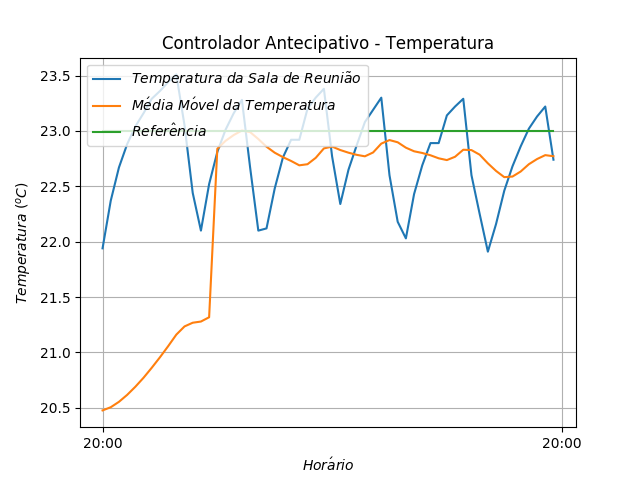 Controlador Antecipativo - Temperatura
Temperatura da Sala de Reunião
Média Móvel da Temperatura
Referência
Temperatura (ºC)
23.5
23.0
22.5
22.0
21.5
21.0
20.5
20:00
20:00
Horário